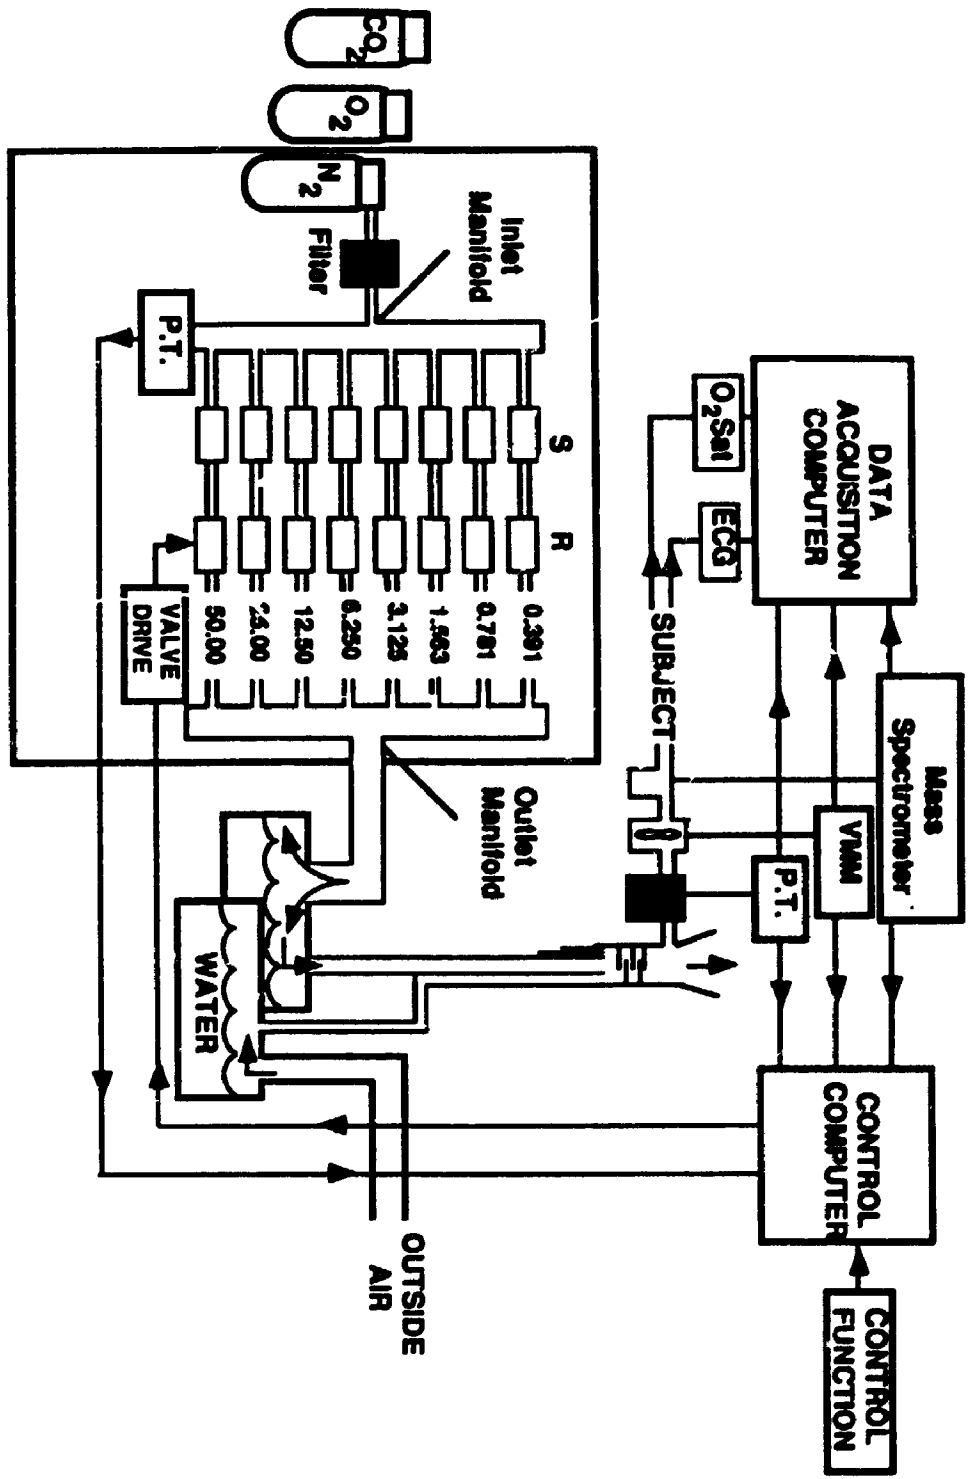 CO2
O2
N2
Filter
Inlet
Manifold
P.T.
S
R
50.00
25.00
12.50
6.250
3.125
1.563
0.781
0.391
VALVE
DRIVE
Outlet
Manifold
WATER
OUTSIDE
AIR
DATA
ACQUISITION
COMPUTER
O2Sat
ECG
SUBJECT
Mass
Spectrometer
VMM
P.T.
CONTROL
COMPUTER
CONTROL
FUNCTION